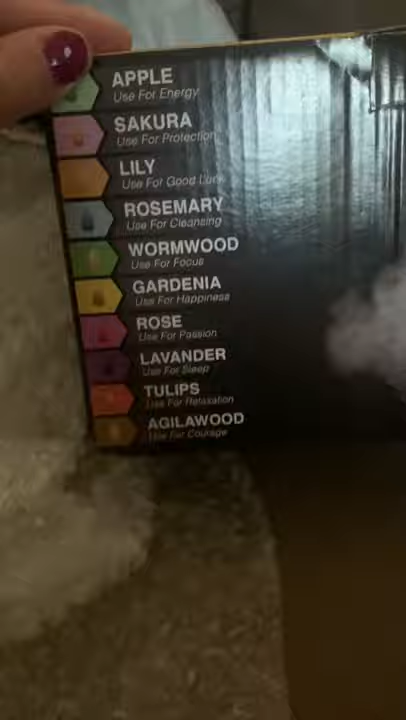 APPLE
Use For Energy
SAKURA
Use For Protection
LILY
Use For Good Luck
ROSEMARY
Use For Cleansing
WORMWOOD
Use For Focus
GARDENIA
Use For Happiness
ROSE
Use For Passion
LAVANDER
Use For Sleep
TULIPS
Use For Relaxation
AGILAWOOD
Use For Courage